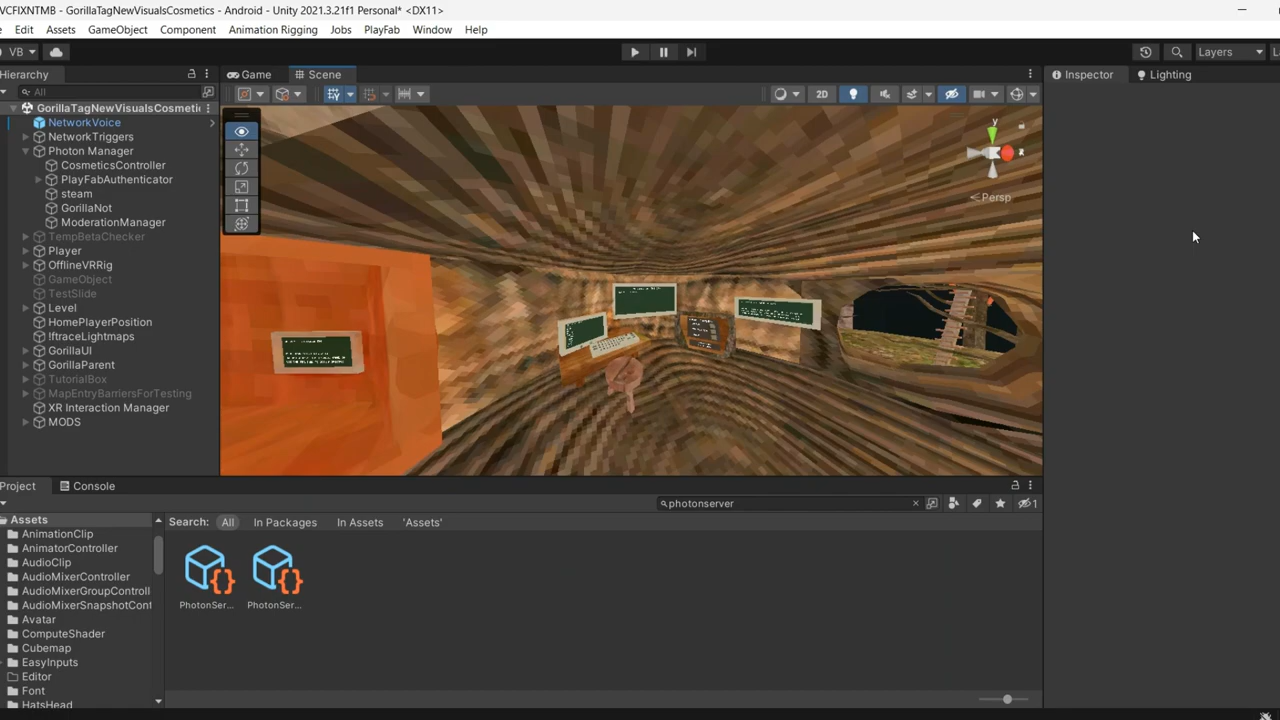 VCFIXNTMB - GorillaTagNewVisualsCosmetics - Android - Unity 2021.3.21f1 Personal* <DX11>
Edit Assets GameObject Component Animation Rigging Jobs PlayFab Window Help
VB Layers
Hierarchy Game Scene Inspector Lighting
All 2D
GorillaTagNewVisualsCosmeti
NetworkVoice
NetworkTriggers
Photon Manager
CosmeticsController
PlayFabAuthenticator
steam
GorillaNot
ModerationManager
TempBetaChecker
Player
OfflineVRRig
GameObject
TestSlide
Level
HomePlayerPosition
!ftraceLightmaps
GorillaUI
GorillaParent
TutorialBox
MapEntryBarriersForTesting
XR Interaction Manager
MODS
y
Persp
Project Console
photonserver
1
Assets
AnimationClip
AnimatorController
AudioClip
AudioMixerController
AudioMixerGroupControll
AudioMixerSnapshotCont
Avatar
ComputeShader
Cubemap
EasyInputs
Editor
Font
HatsHead
Search: All In Packages In Assets 'Assets'
PhotonSer... PhotonSer...